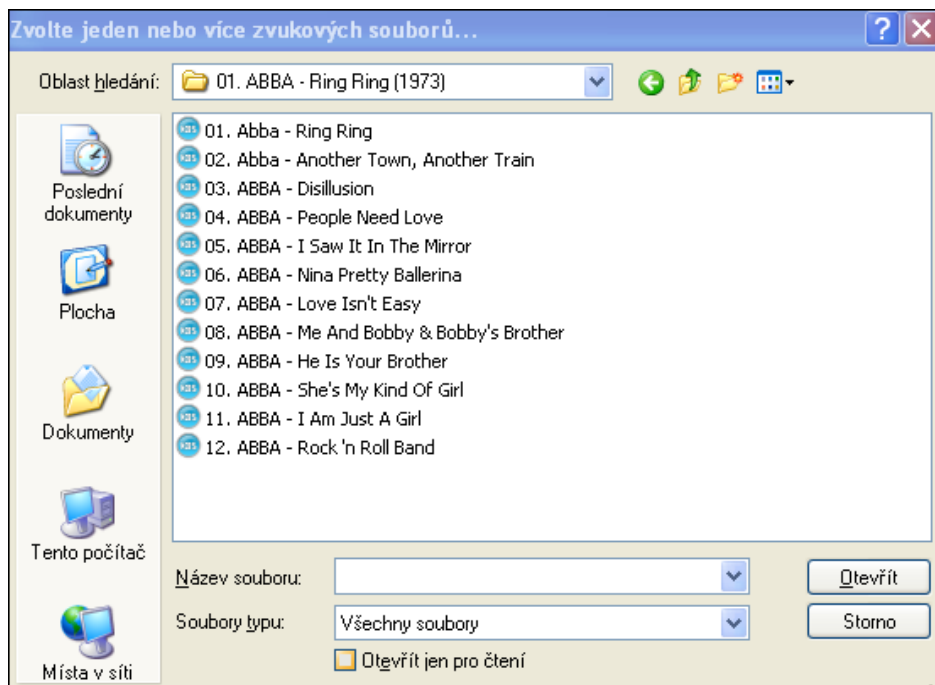 Zvolte jeden nebo více zvukových souborů...
Oblast hledání:
01. ABBA - Ring Ring (1973)
Poslední
dokumenty
Plocha
Dokumenty
Tento počítač
Místa v síti
01. Abba - Ring Ring
02. Abba - Another Town, Another Train
03. ABBA - Disillusion
04. ABBA - People Need Love
05. ABBA - I Saw It In The Mirror
06. ABBA - Nina Pretty Ballerina
07. ABBA - Love Isn't Easy
08. ABBA - Me And Bobby & Bobby's Brother
09. ABBA - He Is Your Brother
10. ABBA - She's My Kind Of Girl
11. ABBA - I Am Just A Girl
12. ABBA - Rock 'n Roll Band
Název souboru:
Otevřít
Soubory typu:
Všechny soubory
Storno
Otevřít jen pro čtení